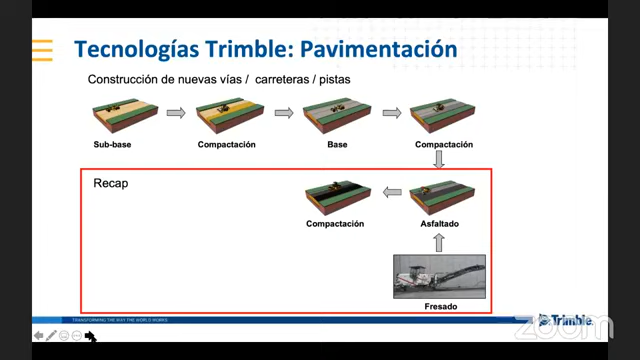 Tecnologías Trimble: Pavimentación
Construcción de nuevas vías / carreteras / pistas
Sub-base
Compactación
Base
Compactación
Recap
Compactación
Asfaltado
Fresado
TRANSFORMING THE WAY THE WORLD WORKS
Trimble.
zoom